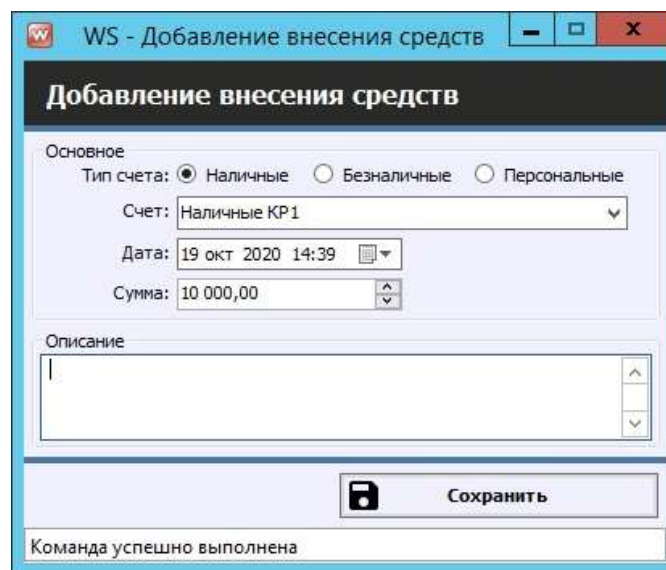 WS - Добавление внесения средств
Добавление внесения средств
Основное
Тип счета: Наличные Безналичные Персональные
Счет: Наличные КР1
Дата: 19 окт 2020 14:39
Сумма: 10 000,00
Описание
Сохранить
Команда успешно выполнена